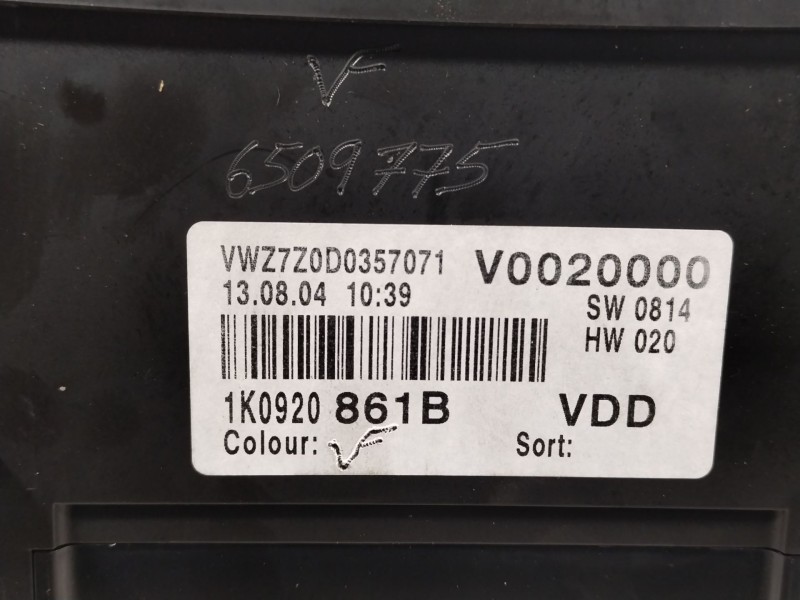 VF
6509775
VWZ7Z0D0357071 V0020000
13.08.04 10:39 SW 0814
HW 020
1K0920 861B VDD
Colour: VF Sort: